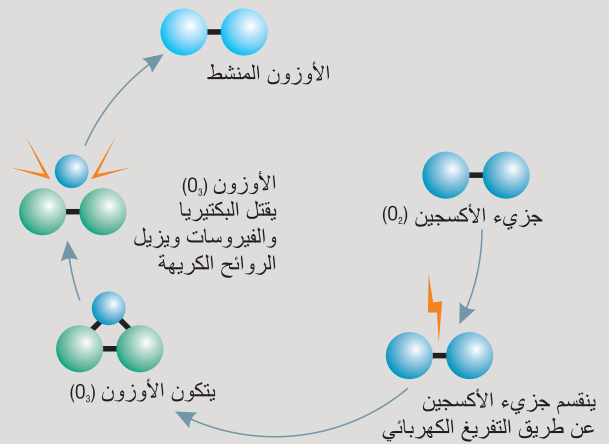 الأوزون المنشط
جزيء الأكسجين (O₂)
ينقسم جزيء الأكسجين
عن طريق التفريغ الكهربائي
يتكون الأوزون (O₃)
الأوزون (O₃)
يقتل البكتيريا
والفيروسات ويزيل
الروائح الكريهة